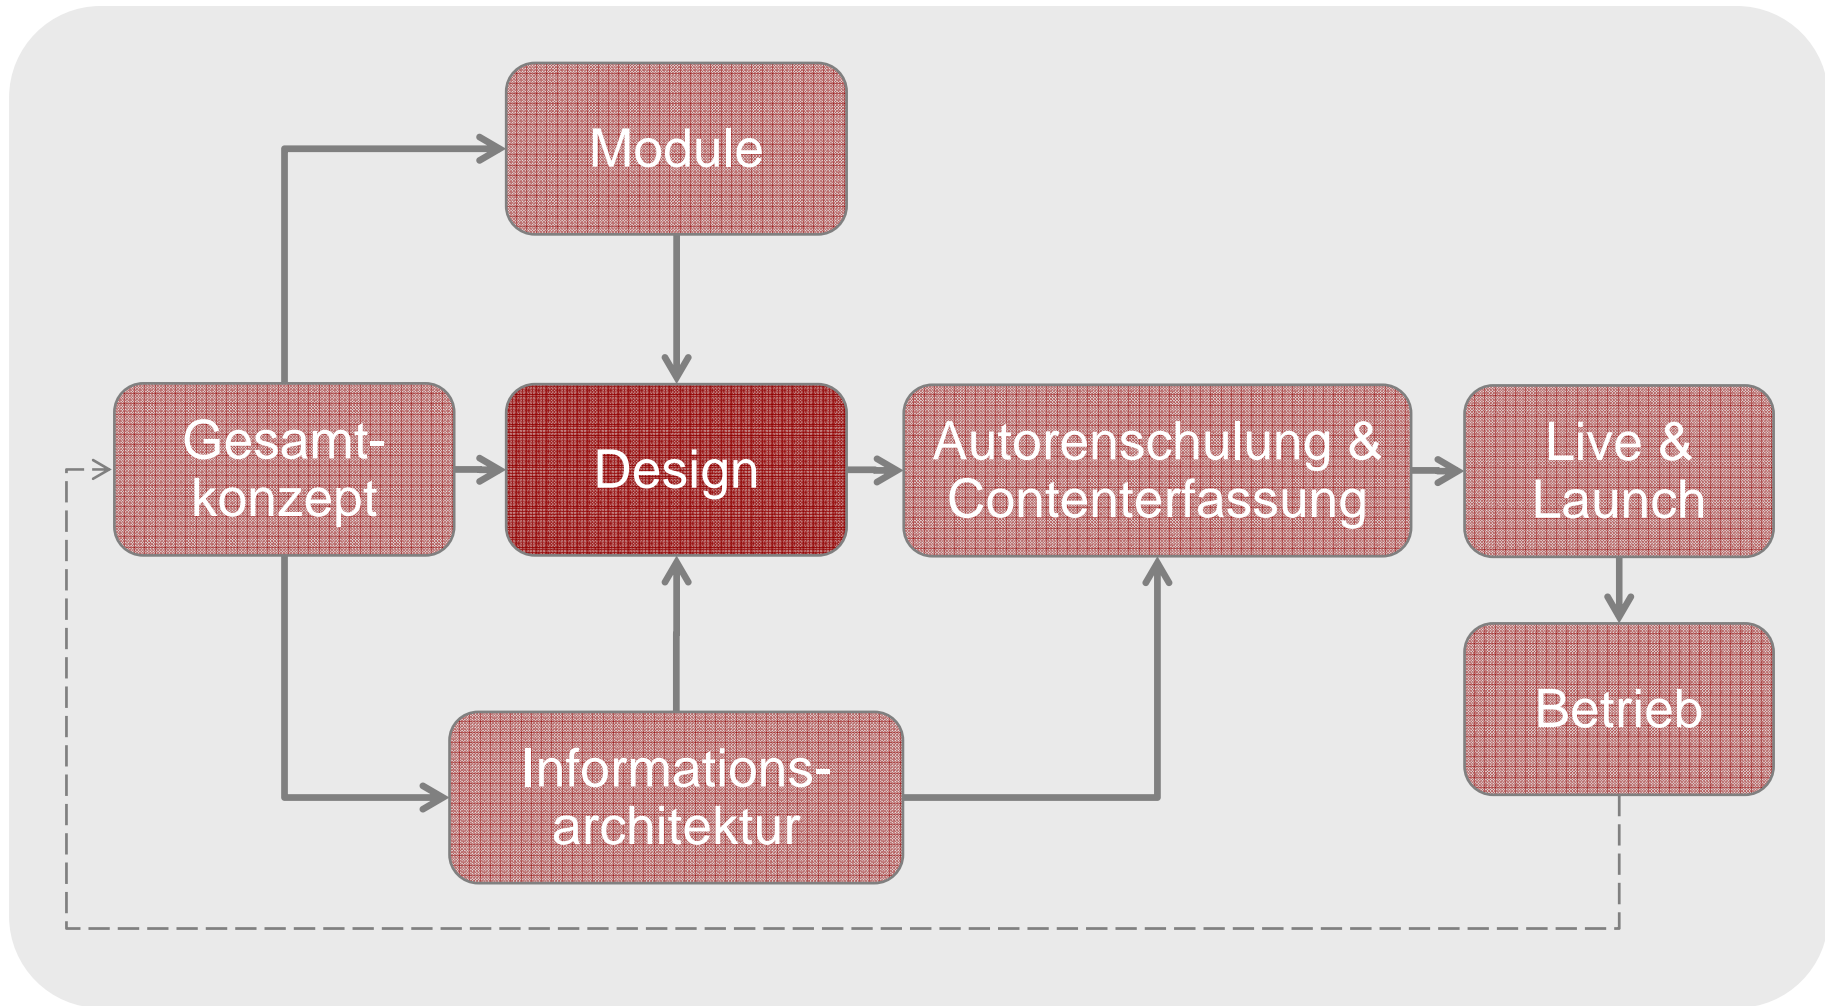 Module
Gesamt-
konzept
Design
Autorenschulung &
Contenterfassung
Live &
Launch
Informations-
architektur
Betrieb